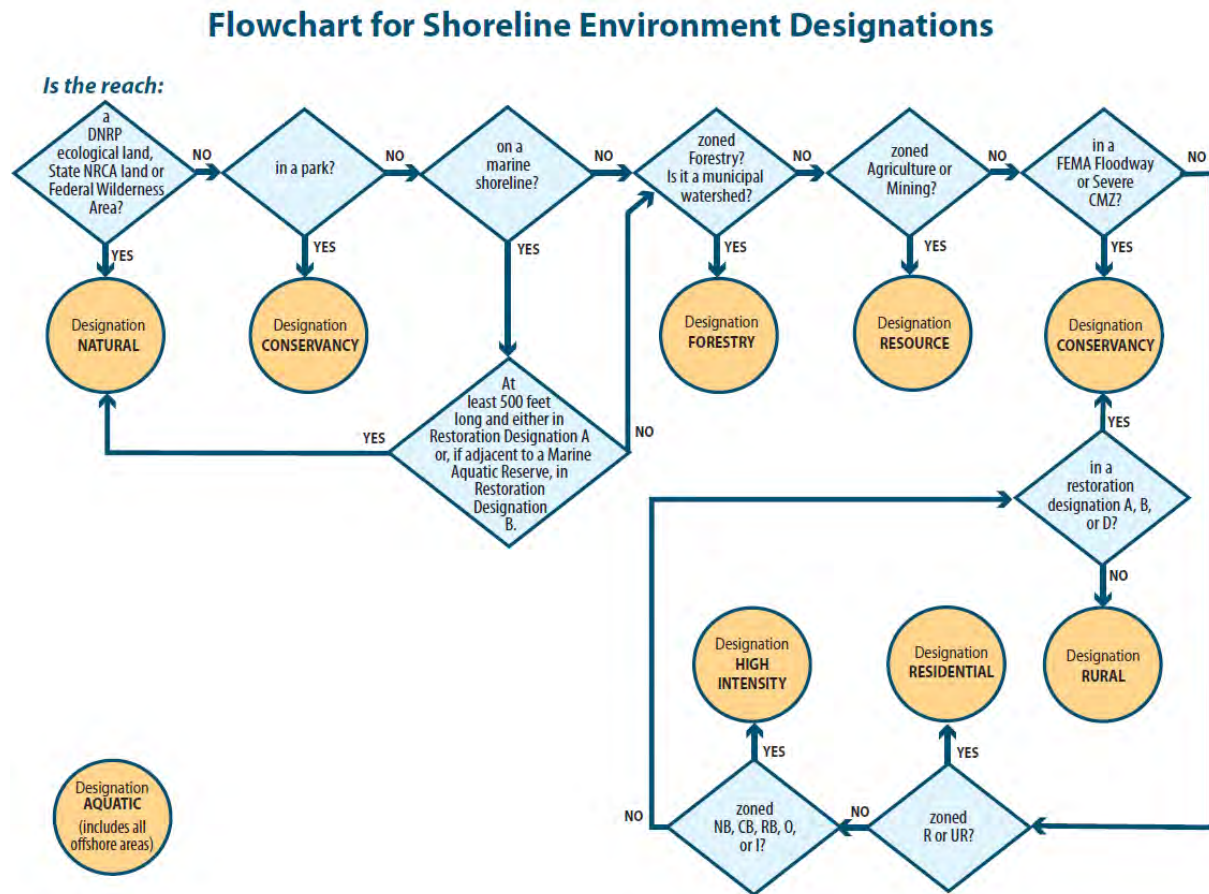 Flowchart for Shoreline Environment Designations
Is the reach:
a
DNRP
ecological land,
State NRCA land or
Federal Wilderness
Area?
NO
in a park?
NO
on a
marine
shoreline?
NO
zoned
Forestry?
Is it a municipal
watershed?
NO
zoned
Agriculture or
Mining?
NO
in a
FEMA Floodway
or Severe
CMZ?
NO
YES
YES
YES
YES
YES
YES
Designation
NATURAL
Designation
CONSERVANCY
Designation
FORESTRY
Designation
RESOURCE
Designation
CONSERVANCY
At
least 500 feet
long and either in
Restoration Designation A
or, if adjacent to a Marine
Aquatic Reserve, in
Restoration
Designation
B.
YES
NO
YES
in a
restoration
designation A, B,
or D?
NO
Designation
HIGH
INTENSITY
Designation
RESIDENTIAL
Designation
RURAL
YES
YES
Designation
AQUATIC
(includes all
offshore areas)
NO
zoned
NB, CB, RB, O,
or I?
NO
zoned
R or UR?